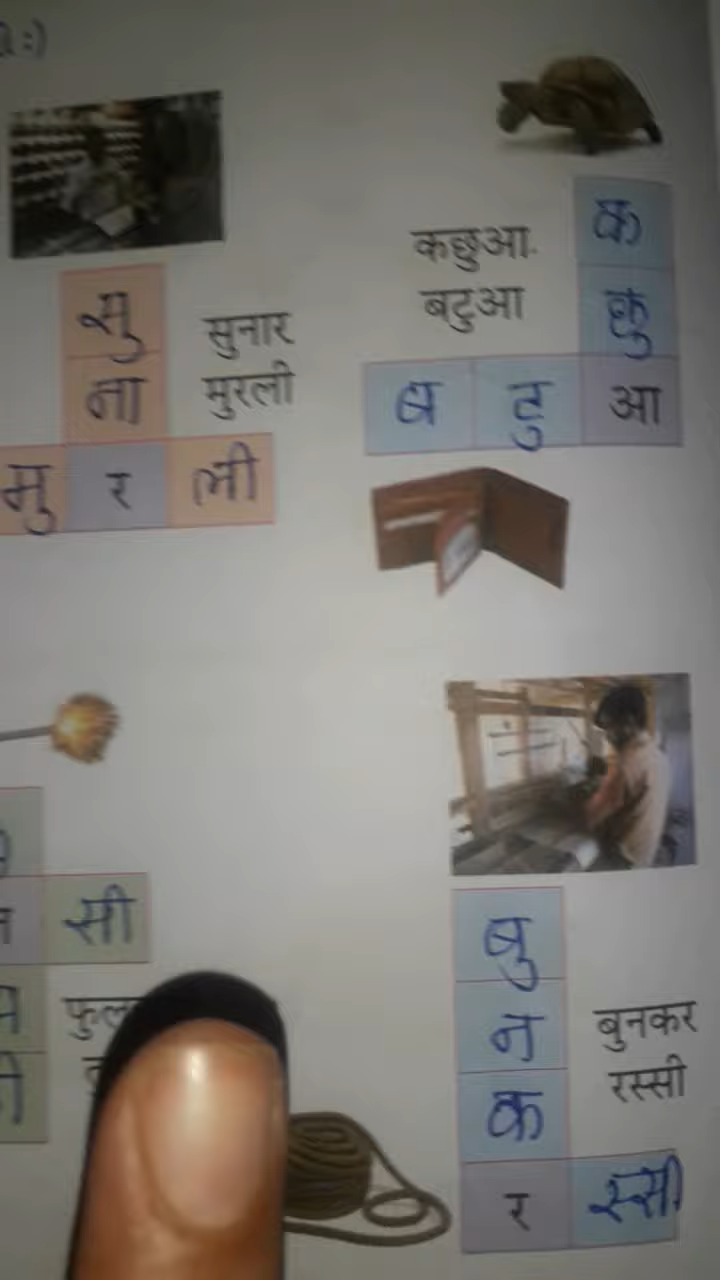 क
कछुआ
बटुआ
छु
ब टु आ
सु
ना
सुनार
मुरली
मु र ली
सी
बु
न
क
र स्सी
बुनकर
रस्सी